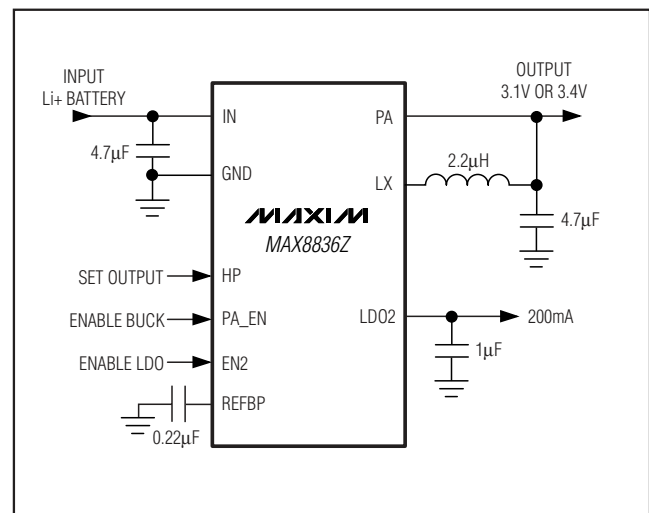 INPUT
Li+ BATTERY
OUTPUT
3.1V OR 3.4V
IN
PA
4.7µF
GND
2.2µH
LX
MAXIM
MAX8836Z
4.7µF
SET OUTPUT
HP
ENABLE BUCK
PA_EN
LDO2
200mA
ENABLE LDO
EN2
1µF
REFBP
0.22µF